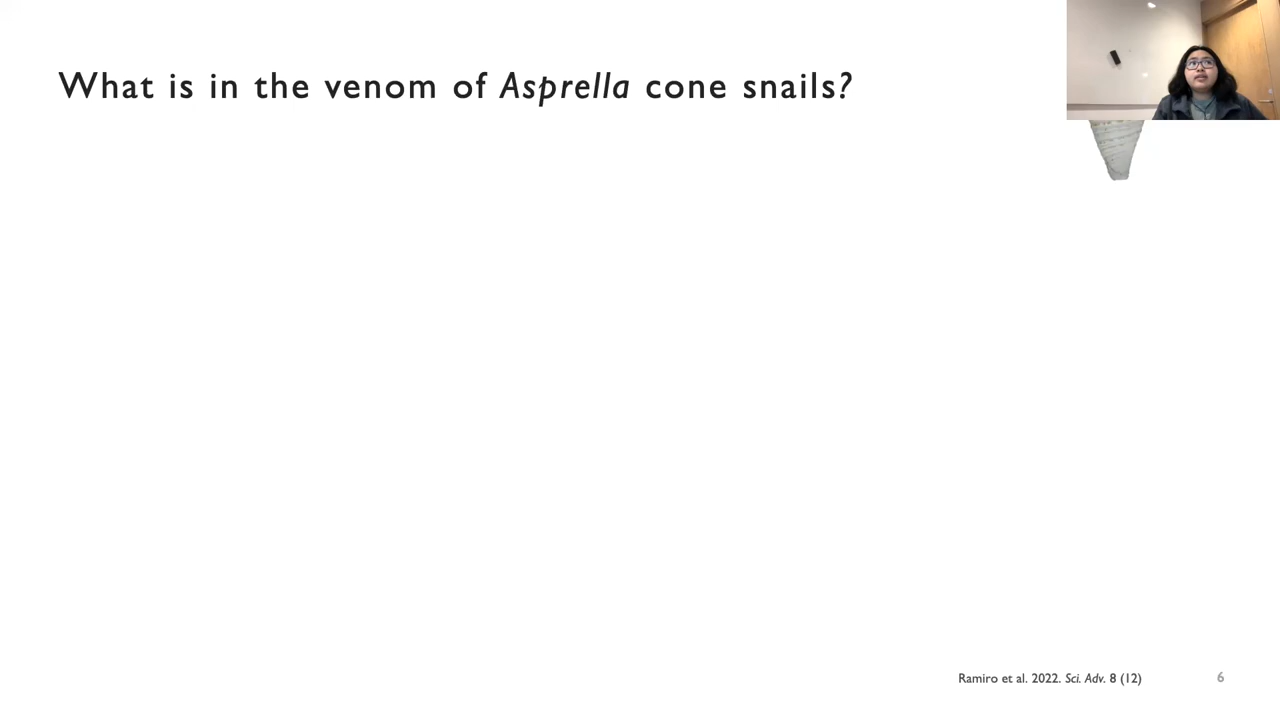 What is in the venom of Asprella cone snails?
Ramiro et al. 2022. Sci. Adv. 8 (12)
6